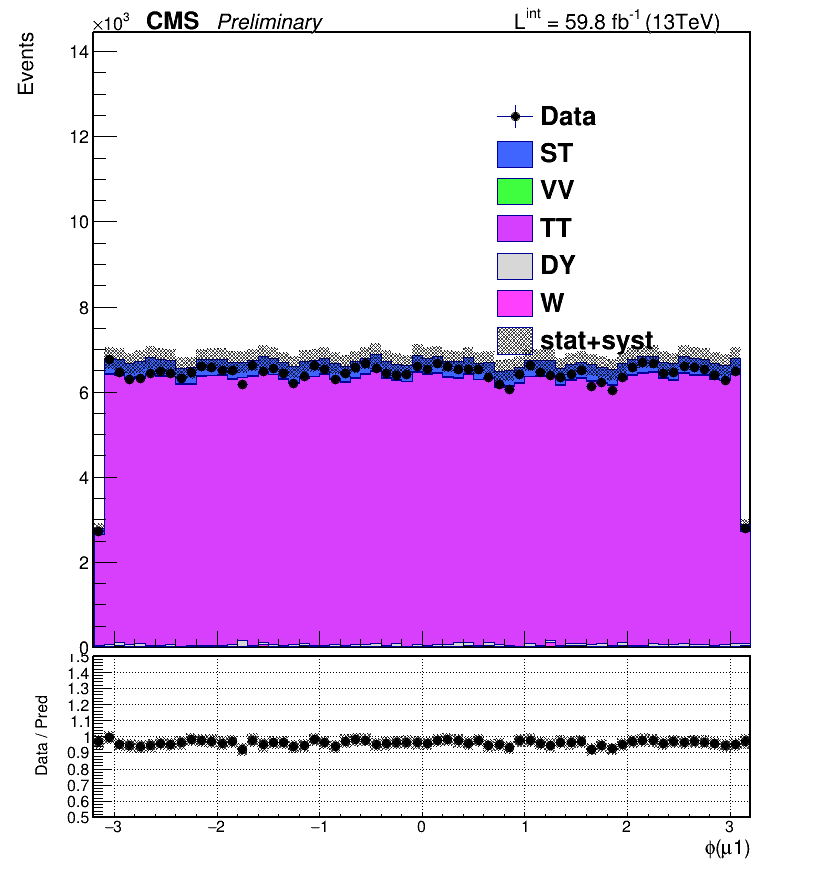 ×10³ CMS Preliminary L^int = 59.8 fb⁻¹ (13TeV)
Events
14
12
10
8
6
4
2
0
Data
ST
VV
TT
DY
W
stat+syst
Data / Pred
1.5
1.4
1.3
1.2
1.1
1
0.9
0.8
0.7
0.6
0.5
−3 −2 −1 0 1 2 3
ϕ(μ1)